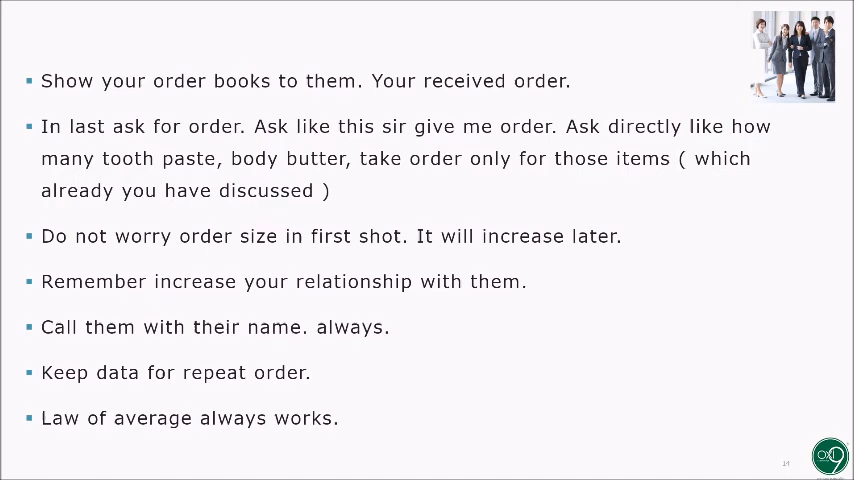 Show your order books to them. Your received order.
In last ask for order. Ask like this sir give me order. Ask directly like how
many tooth paste, body butter, take order only for those items ( which
already you have discussed )
Do not worry order size in first shot. It will increase later.
Remember increase your relationship with them.
Call them with their name. always.
Keep data for repeat order.
Law of average always works.
14
OXI
9